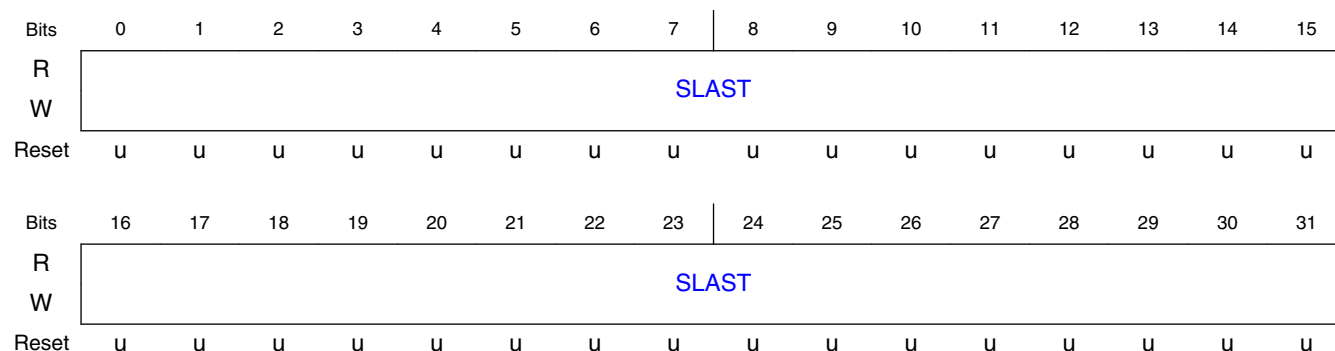 Bits 0 1 2 3 4 5 6 7 8 9 10 11 12 13 14 15
R
SLAST
W
Reset u u u u u u u u u u u u u u u u
Bits 16 17 18 19 20 21 22 23 24 25 26 27 28 29 30 31
R
SLAST
W
Reset u u u u u u u u u u u u u u u u